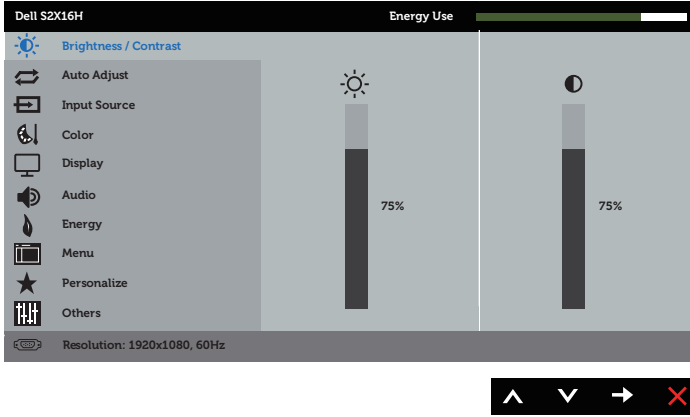 Dell S2X16H Energy Use
Brightness / Contrast
Auto Adjust
Input Source
Color
Display
Audio
Energy
Menu
Personalize
Others
75% 75%
Resolution: 1920x1080, 60Hz